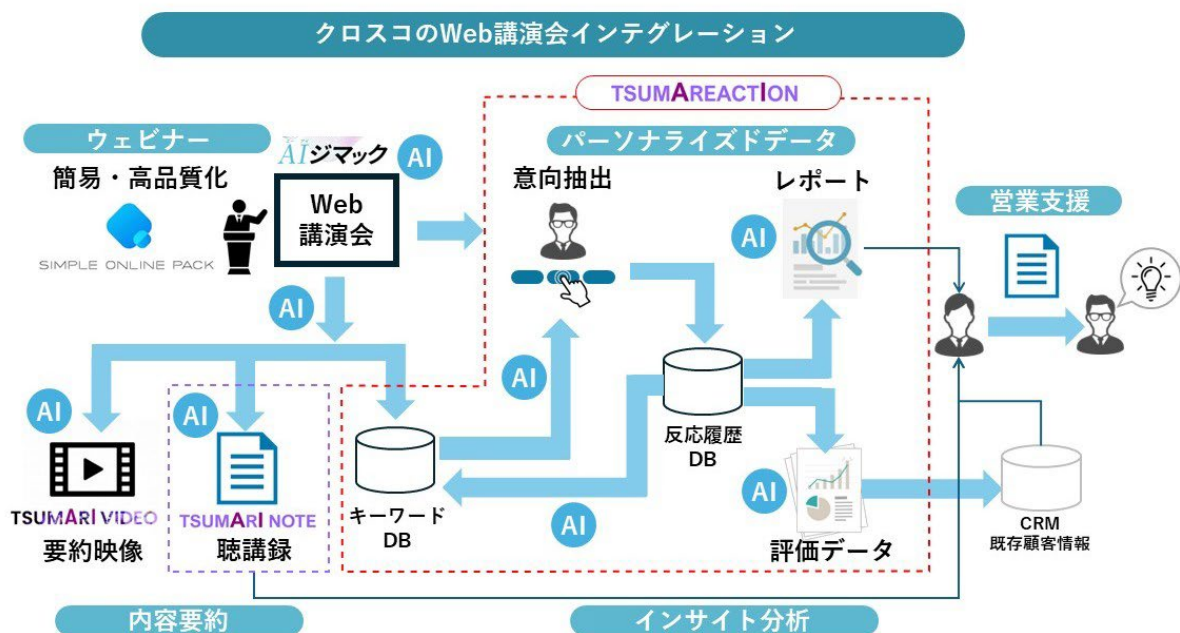 クロスコのWeb講演会インテグレーション
TSUMAREACTION
ウェビナー
簡易・高品質化
SIMPLE ONLINE PACK
AIジマック
AI
Web
講演会
パーソナライズドデータ
意向抽出
レポート
AI
営業支援
AI
AI
AI
AI
TSUMARI VIDEO
要約映像
TSUMARI NOTE
聴講録
キーワード
DB
反応履歴
DB
AI
AI
評価データ
CRM
既存顧客情報
内容要約
インサイト分析